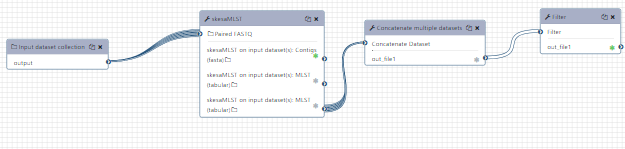 Input dataset collection
output
skesaMLST
Paired FASTQ
skesaMLST on input dataset(s): Contigs
(fasta)
skesaMLST on input dataset(s): MLST
(tabular)
skesaMLST on input dataset(s): MLST
(tabular)
Concatenate multiple datasets
Concatenate Dataset
out_file1
Filter
Filter
out_file1